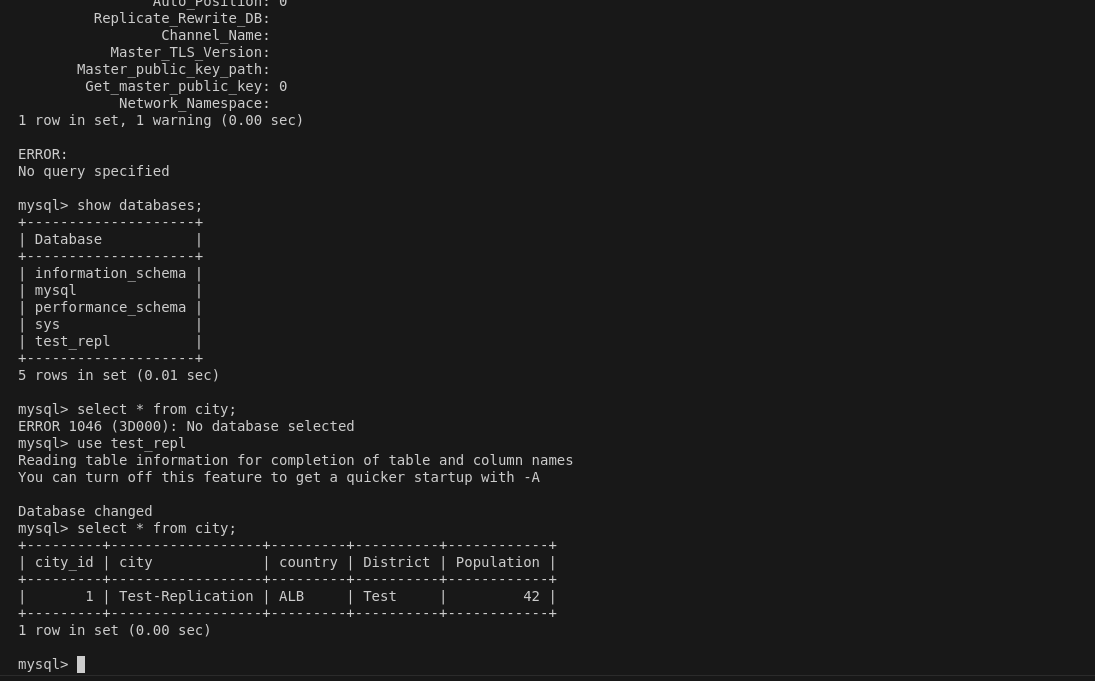 Auto_Position: 0
         Replicate_Rewrite_DB:
                 Channel_Name:
           Master_TLS_Version:
       Master_public_key_path:
        Get_master_public_key: 0
            Network_Namespace:
1 row in set, 1 warning (0.00 sec)

ERROR:
No query specified

mysql> show databases;
+--------------------+
| Database           |
+--------------------+
| information_schema |
| mysql              |
| performance_schema |
| sys                |
| test_repl          |
+--------------------+
5 rows in set (0.01 sec)

mysql> select * from city;
ERROR 1046 (3D000): No database selected
mysql> use test_repl
Reading table information for completion of table and column names
You can turn off this feature to get a quicker startup with -A

Database changed
mysql> select * from city;
+---------+------------------+---------+----------+------------+
| city_id | city             | country | District | Population |
+---------+------------------+---------+----------+------------+
|       1 | Test-Replication | ALB     | Test     |         42 |
+---------+------------------+---------+----------+------------+
1 row in set (0.00 sec)

mysql>